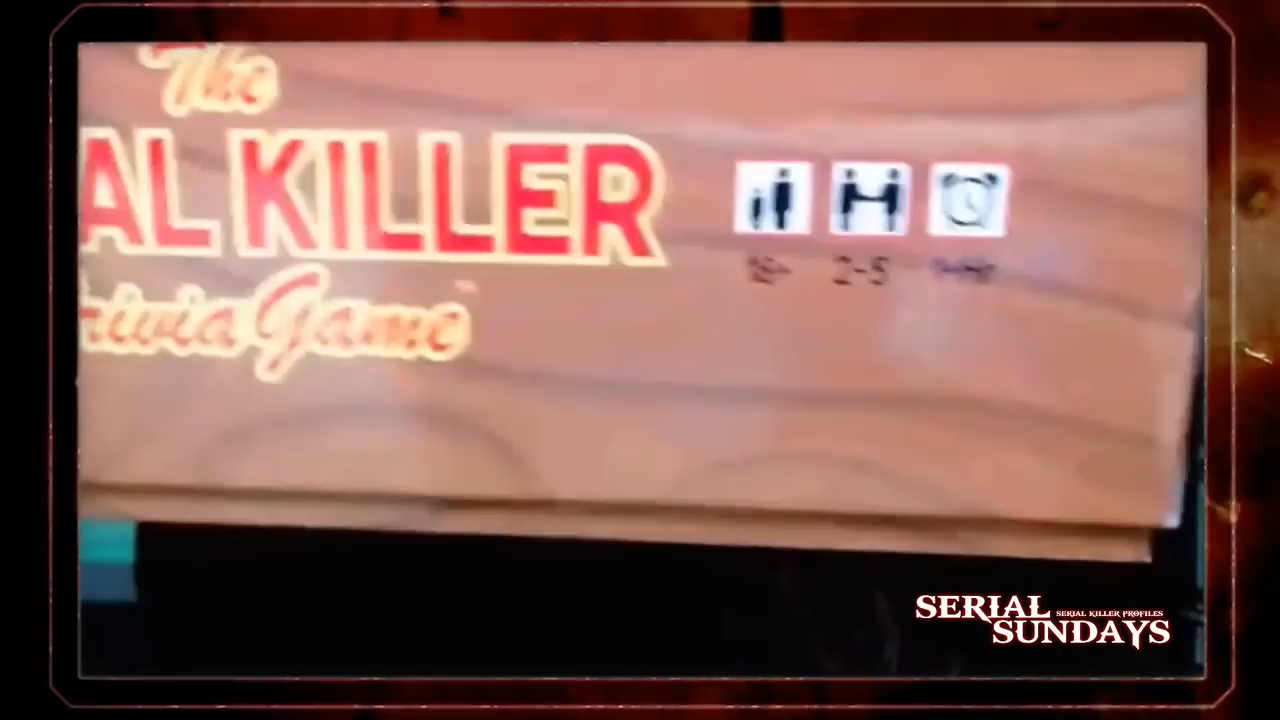 The
AL KILLER
rivia Game
2-5
SERIAL
SERIAL KILLER PROFILES
SUNDAYS